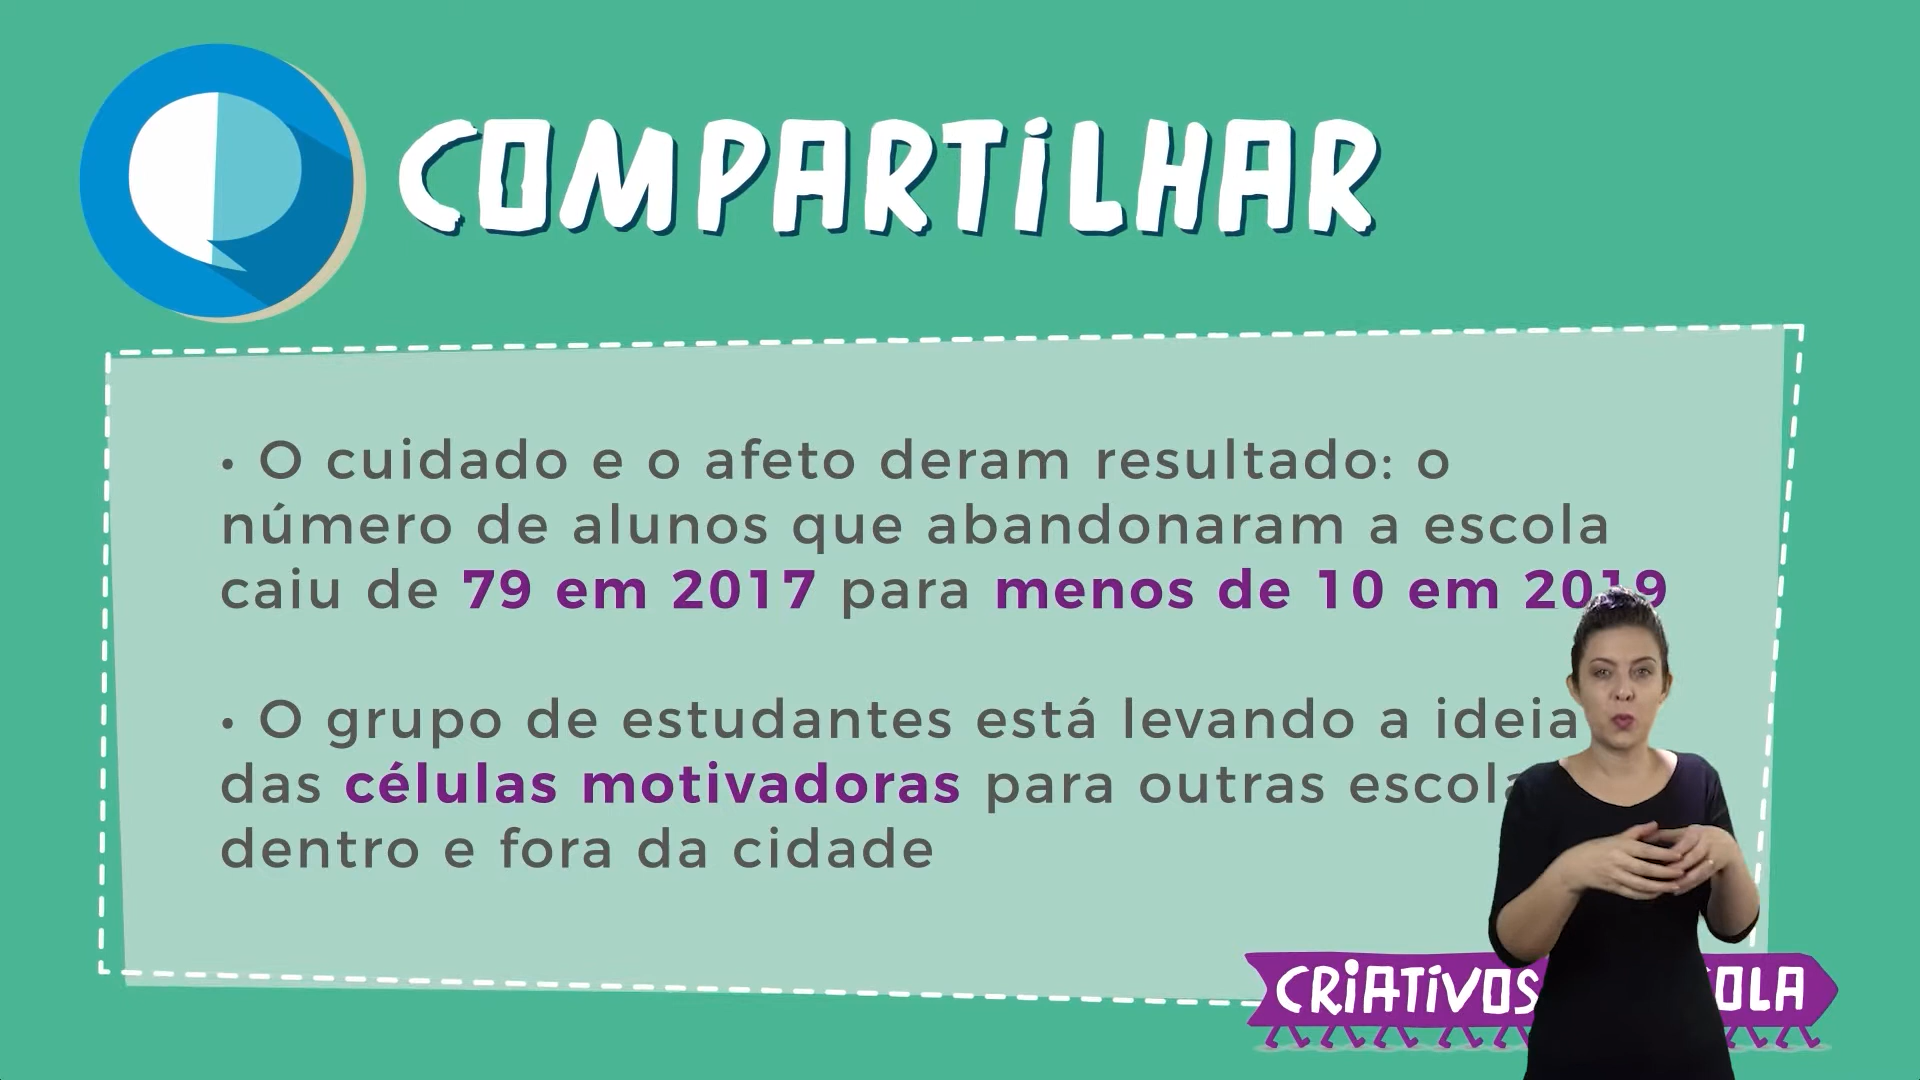 COMPARTILHAR
• O cuidado e o afeto deram resultado: o
número de alunos que abandonaram a escola
caiu de 79 em 2017 para menos de 10 em 2019
• O grupo de estudantes está levando a ideia
das células motivadoras para outras
dentro e fora da cidade
CRIATIVOS